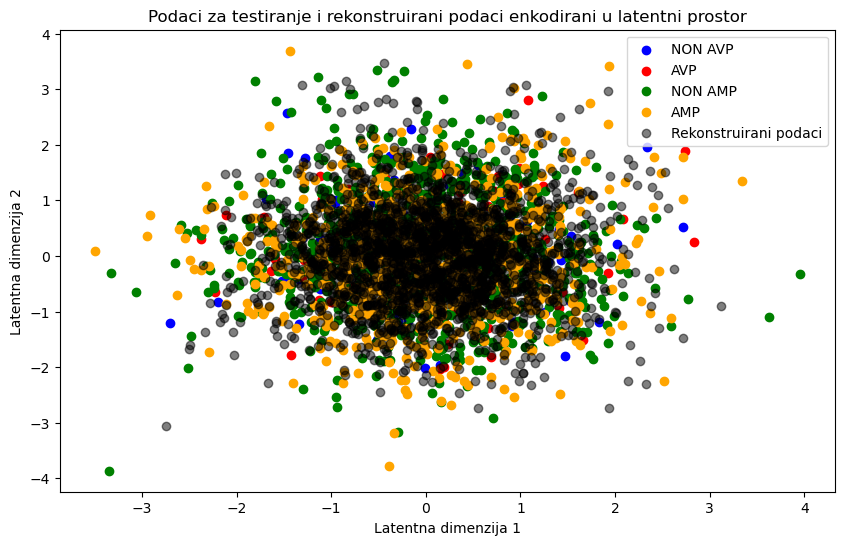 Podaci za testiranje i rekonstruirani podaci enkodirani u latentni prostor
NON AVP
AVP
NON AMP
AMP
Rekonstruirani podaci
Latentna dimenzija 2
4
3
2
1
0
−1
−2
−3
−4
−3
−2
−1
0
1
2
3
4
Latentna dimenzija 1